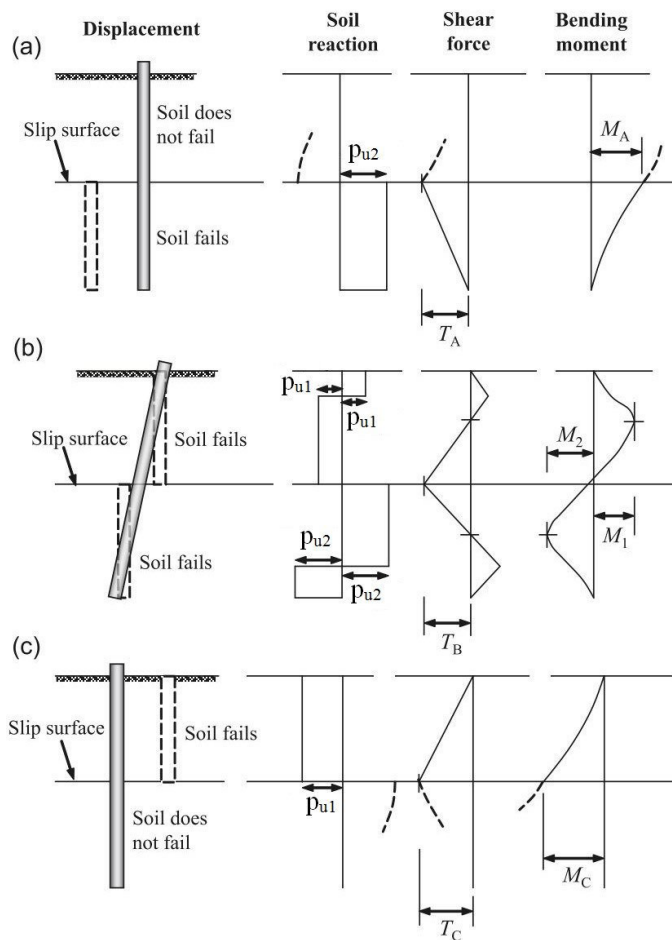 Displacement
Soil
reaction
Shear
force
Bending
moment
(a)
Slip surface
Soil does
not fail
Soil fails
pu2
TA
MA
(b)
Slip surface
Soil fails
Soil fails
pu1
pu1
pu2
pu2
TB
M2
M1
(c)
Slip surface
Soil fails
Soil does
not fail
pu1
TC
MC